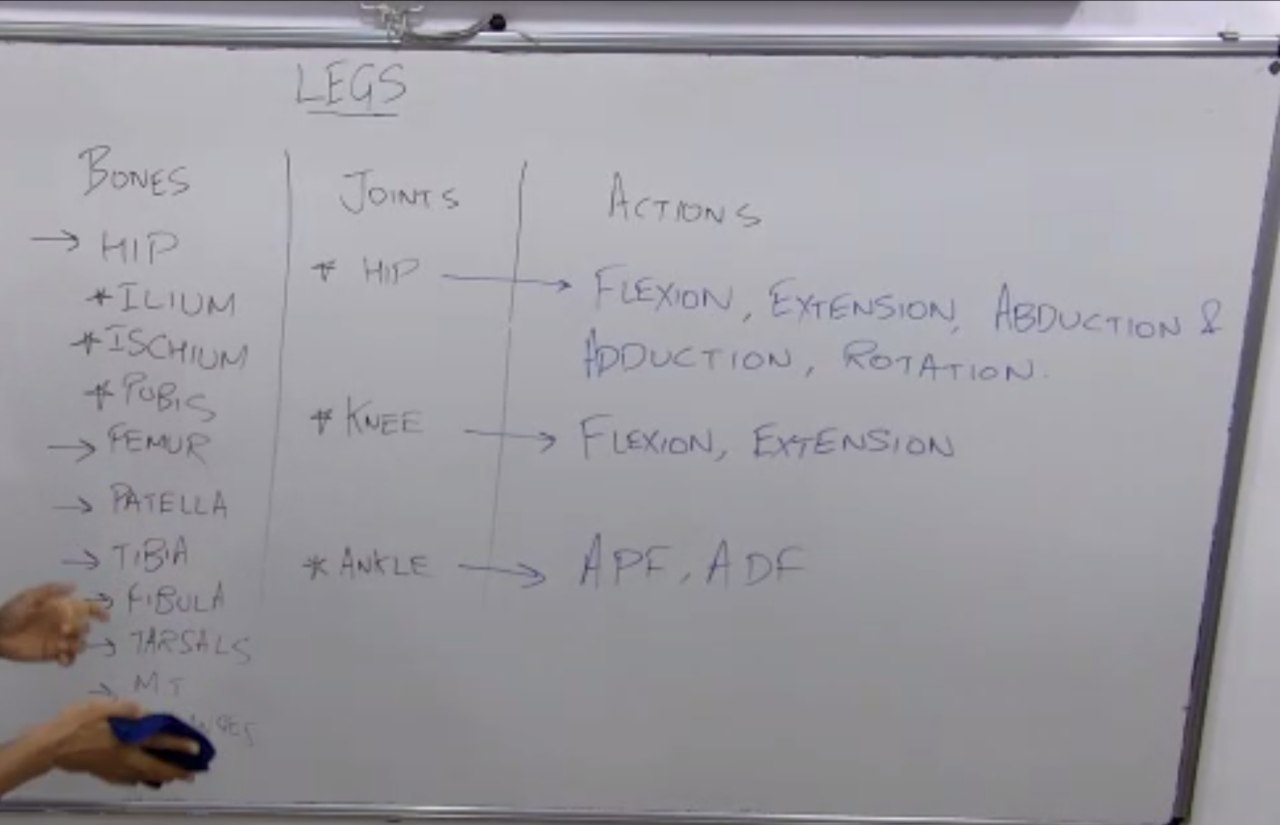 LEGS
BONES
→ HIP
* ILIUM
* ISCHIUM
* PUBIS
→ FEMUR
→ PATELLA
→ TIBIA
→ FIBULA
→ TARSALS
→ MT
JOINTS
* HIP →
* KNEE →
* ANKLE →
ACTIONS
FLEXION, EXTENSION, ABDUCTION &
ADDUCTION, ROTATION.
FLEXION, EXTENSION
APF, ADF